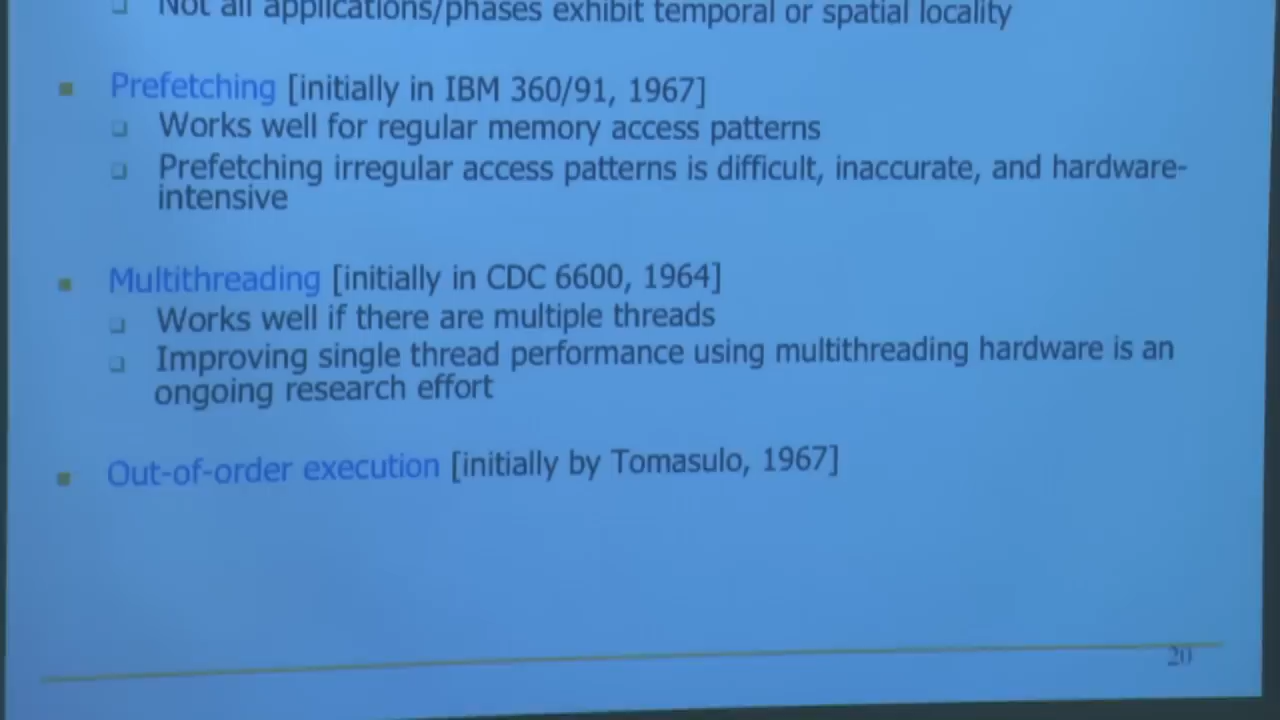 Not all applications/phases exhibit temporal or spatial locality
Prefetching [initially in IBM 360/91, 1967]
Works well for regular memory access patterns
Prefetching irregular access patterns is difficult, inaccurate, and hardware-
intensive
Multithreading [initially in CDC 6600, 1964]
Works well if there are multiple threads
Improving single thread performance using multithreading hardware is an
ongoing research effort
Out-of-order execution [initially by Tomasulo, 1967]
20